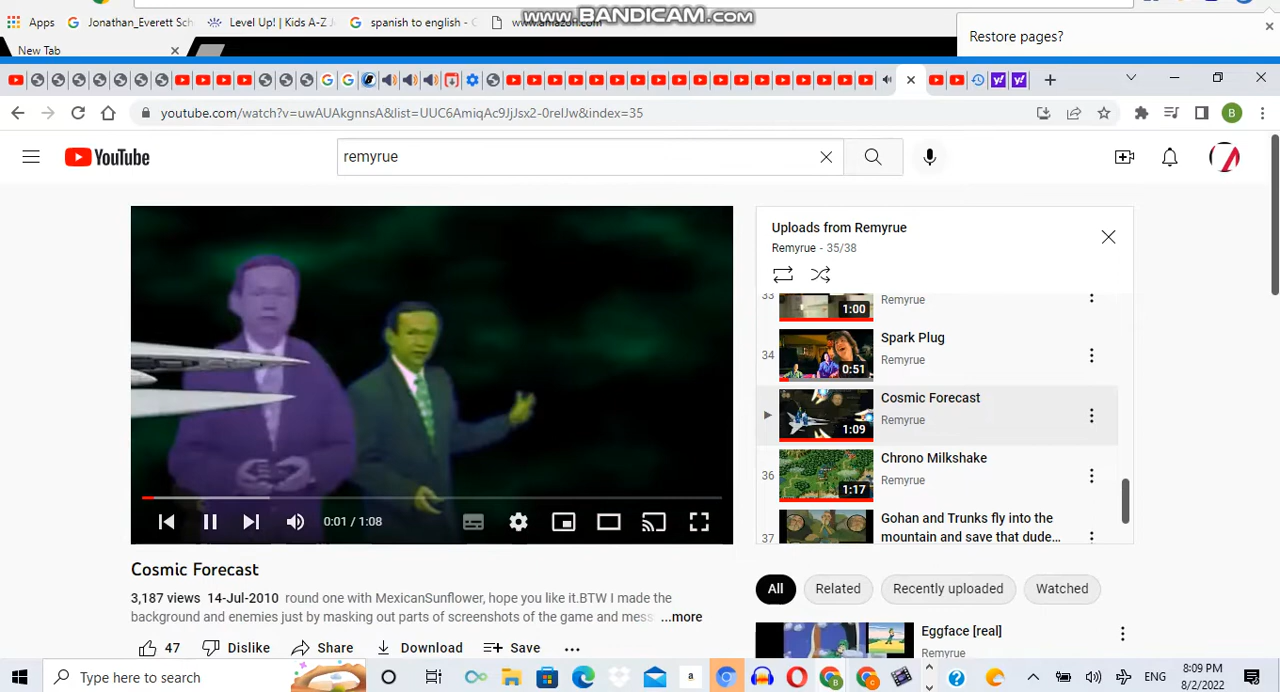 Apps
Jonathan_Everett Sch
Level Up! | Kids A-Z
spanish to english -
www.amazon.com
www.BANDICAM.com
Restore pages?
New Tab
youtube.com/watch?v=uwAUAkgnnsA&list=UUC6AmiqAc9JjJsx2-0reIJw&index=35
B
YouTube
remyrue
Uploads from Remyrue
Remyrue - 35/38
33
1:00
Remyrue
34
0:51
Spark Plug
Remyrue
1:09
Cosmic Forecast
Remyrue
36
1:17
Chrono Milkshake
Remyrue
37
Gohan and Trunks fly into the
mountain and save that dude...
0:01 / 1:08
Cosmic Forecast
3,187 views 14-Jul-2010 round one with MexicanSunflower, hope you like it.BTW I made the
background and enemies just by masking out parts of screenshots of the game and mess ...more
47 Dislike Share Download Save
All Related Recently uploaded Watched
Eggface [real]
Remyrue
Type here to search
ENG
8:09 PM
8/2/2022